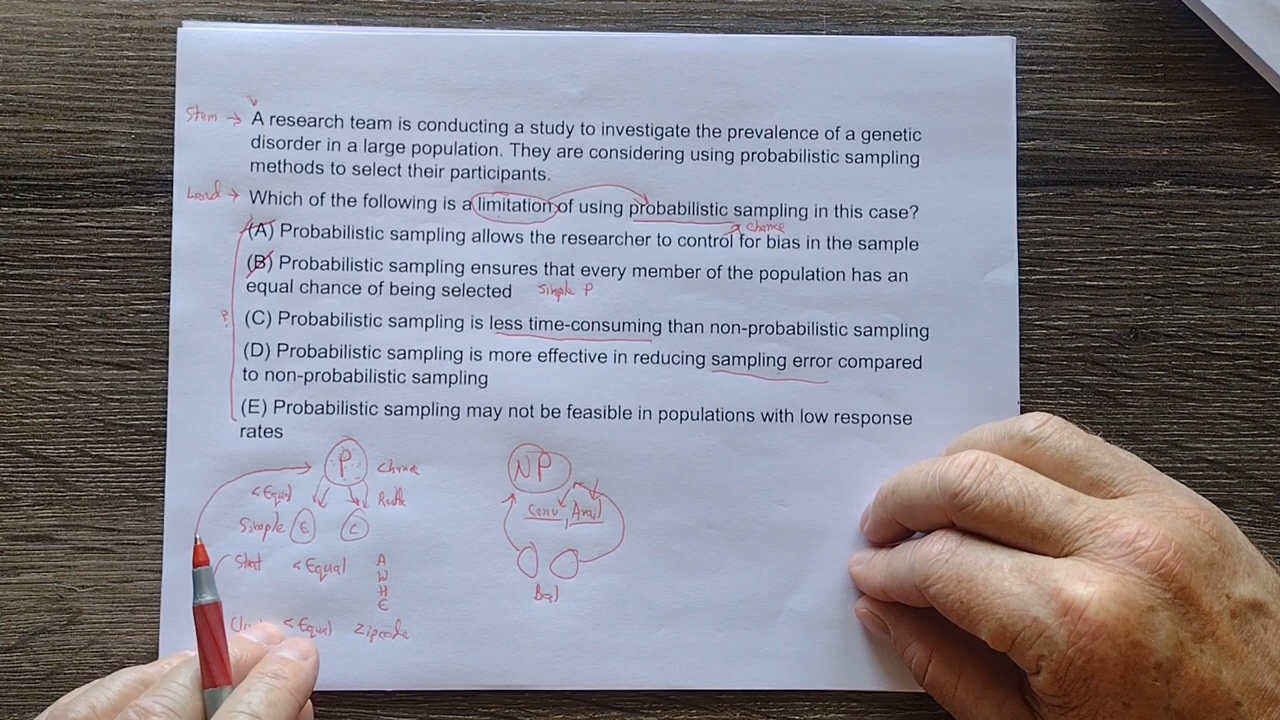 Stem → A research team is conducting a study to investigate the prevalence of a genetic
disorder in a large population. They are considering using probabilistic sampling
methods to select their participants.
Lead → Which of the following is a limitation of using probabilistic sampling in this case?
chance
(A) Probabilistic sampling allows the researcher to control for bias in the sample
(B) Probabilistic sampling ensures that every member of the population has an
equal chance of being selected simple P
? (C) Probabilistic sampling is less time-consuming than non-probabilistic sampling
(D) Probabilistic sampling is more effective in reducing sampling error compared
to non-probabilistic sampling
(E) Probabilistic sampling may not be feasible in populations with low response
rates
P NP
<Equal
Simple E C Conv, Avail
Strat <Equal A
W
H
E
<Equal Zipcode